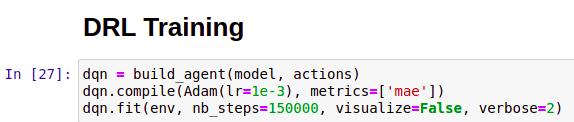 DRL Training
In [27]: dqn = build_agent(model, actions)
dqn.compile(Adam(lr=1e-3), metrics=['mae'])
dqn.fit(env, nb_steps=150000, visualize=False, verbose=2)